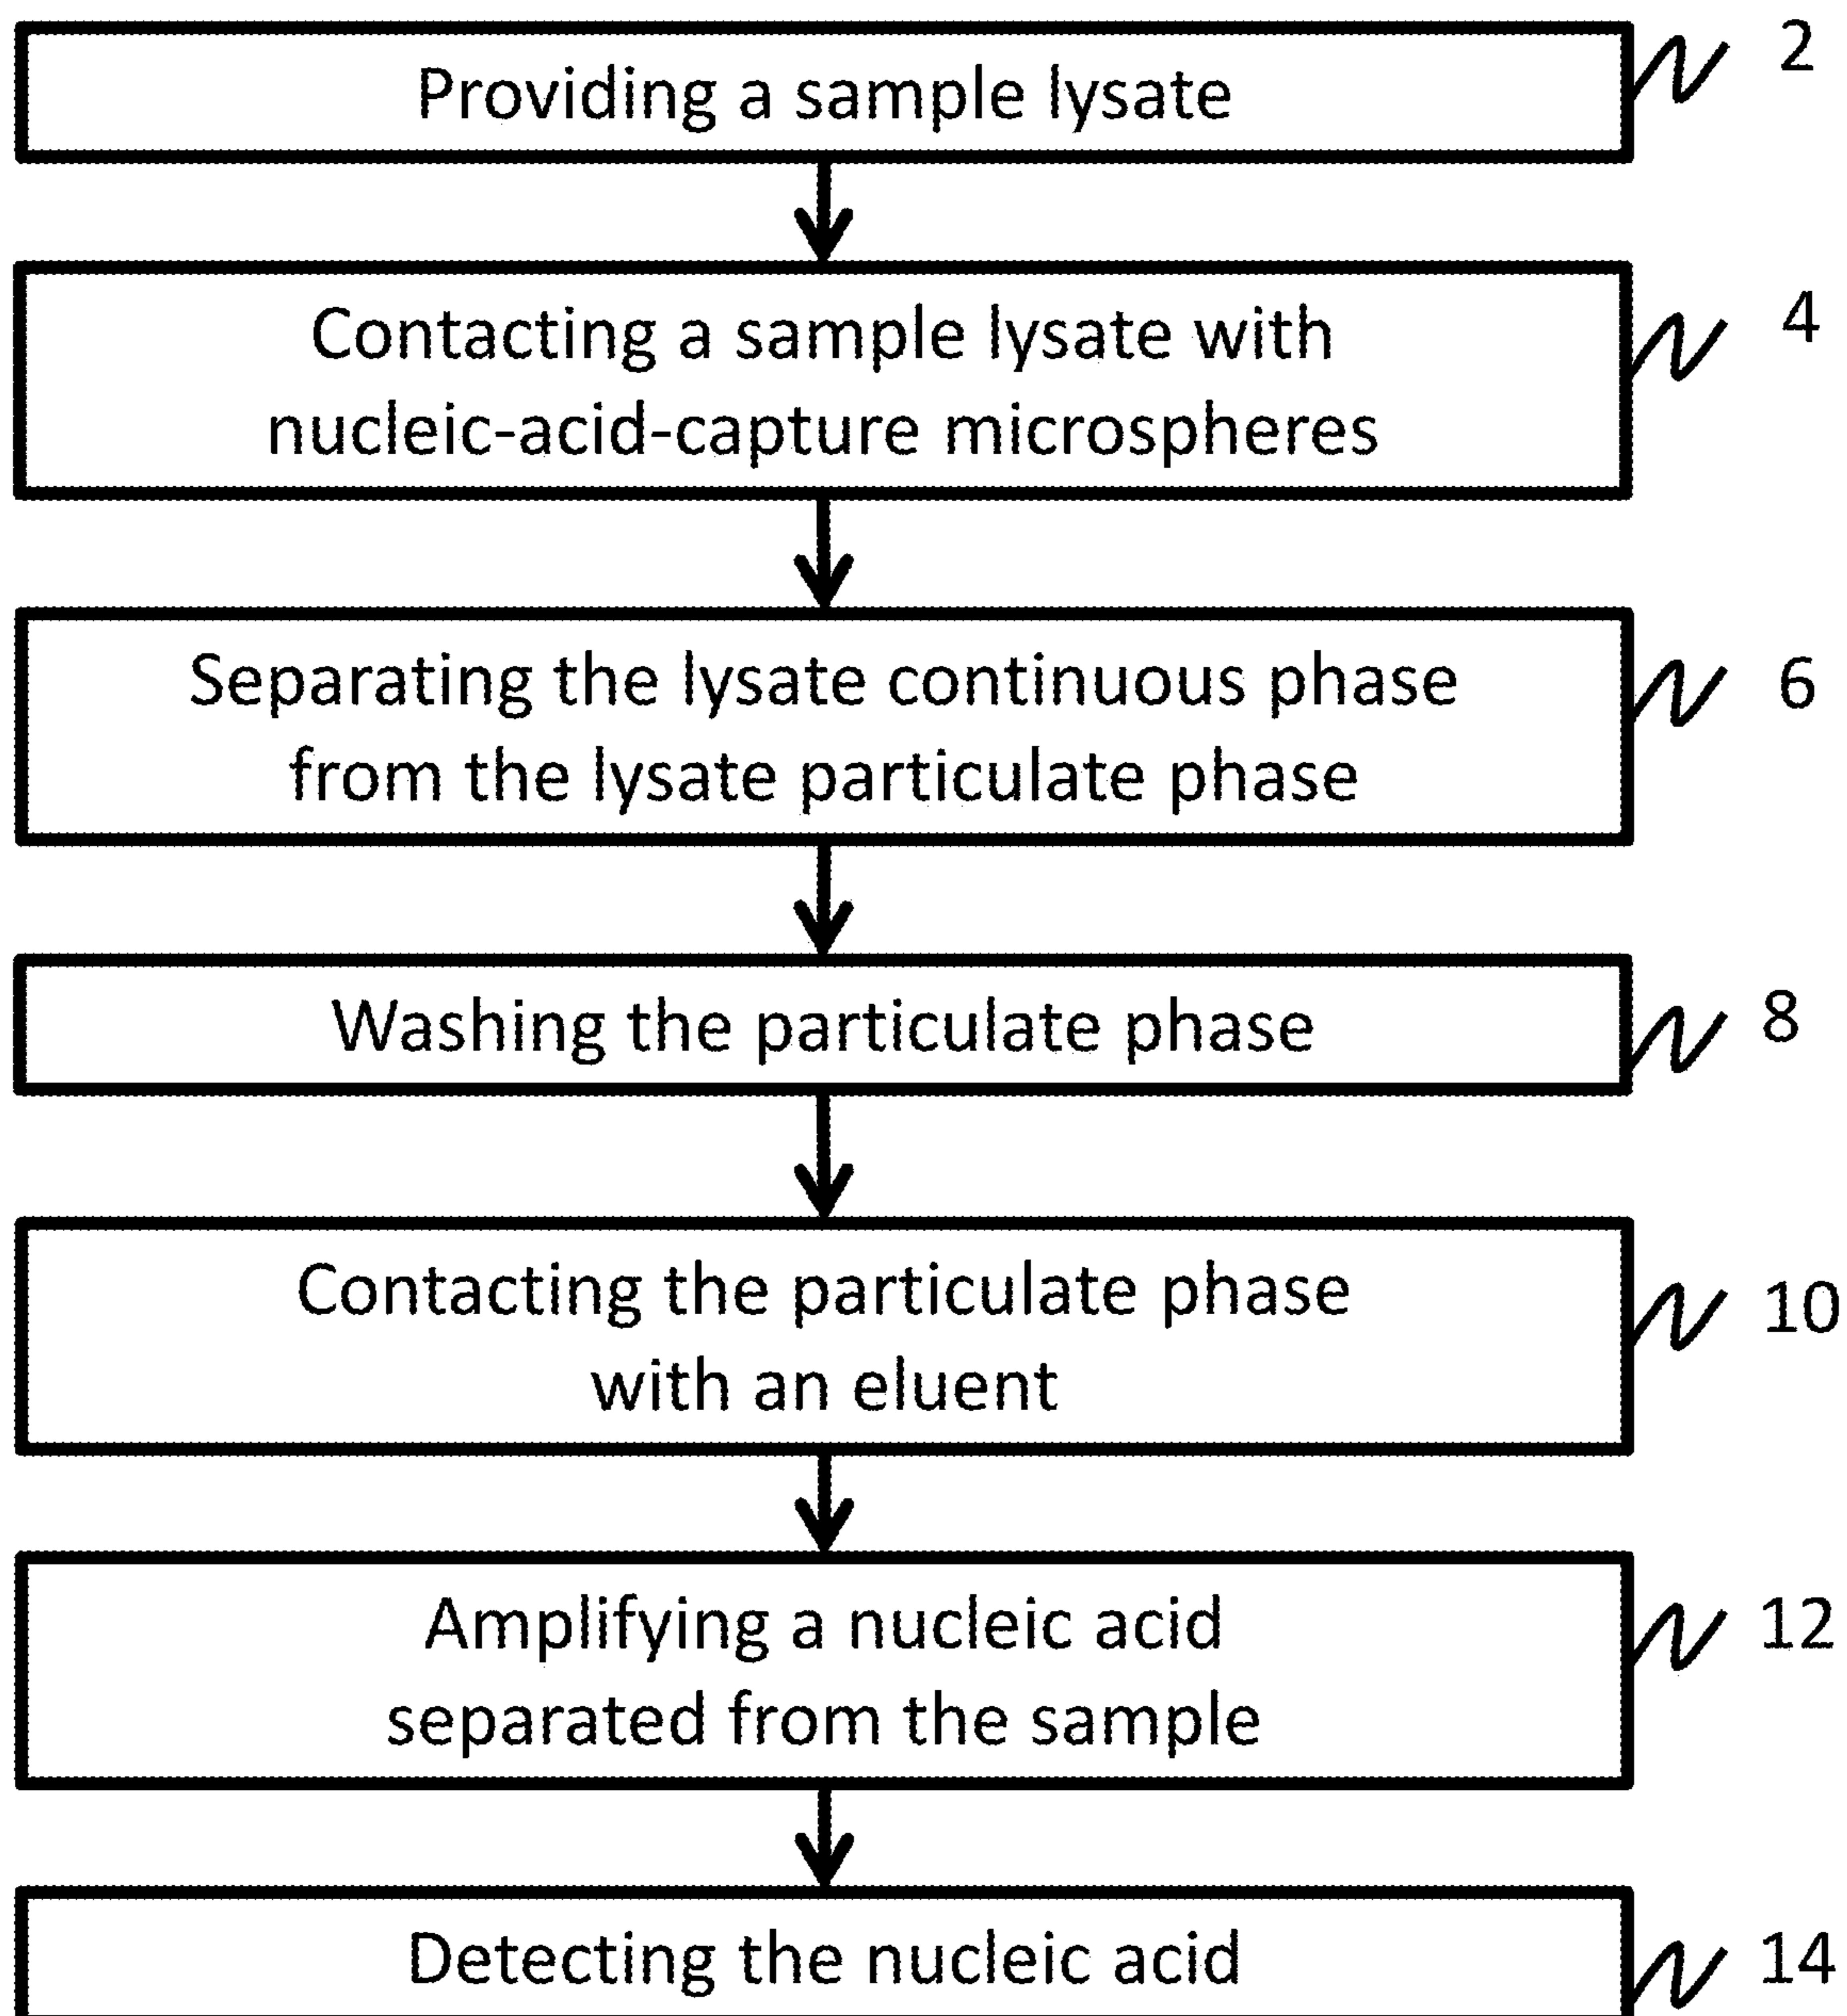 Providing a sample lysate
2
Contacting a sample lysate with
nucleic-acid-capture microspheres
4
Separating the lysate continuous phase
from the lysate particulate phase
6
Washing the particulate phase
8
Contacting the particulate phase
with an eluent
10
Amplifying a nucleic acid
separated from the sample
12
Detecting the nucleic acid
14